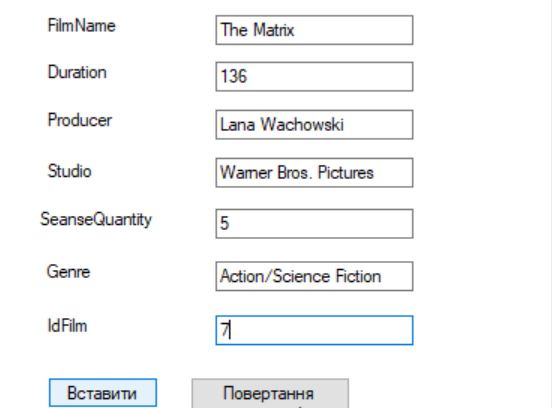 FilmName The Matrix
Duration 136
Producer Lana Wachowski
Studio Warner Bros. Pictures
SeanseQuantity 5
Genre Action/Science Fiction
IdFilm 7
Вставити Повертання